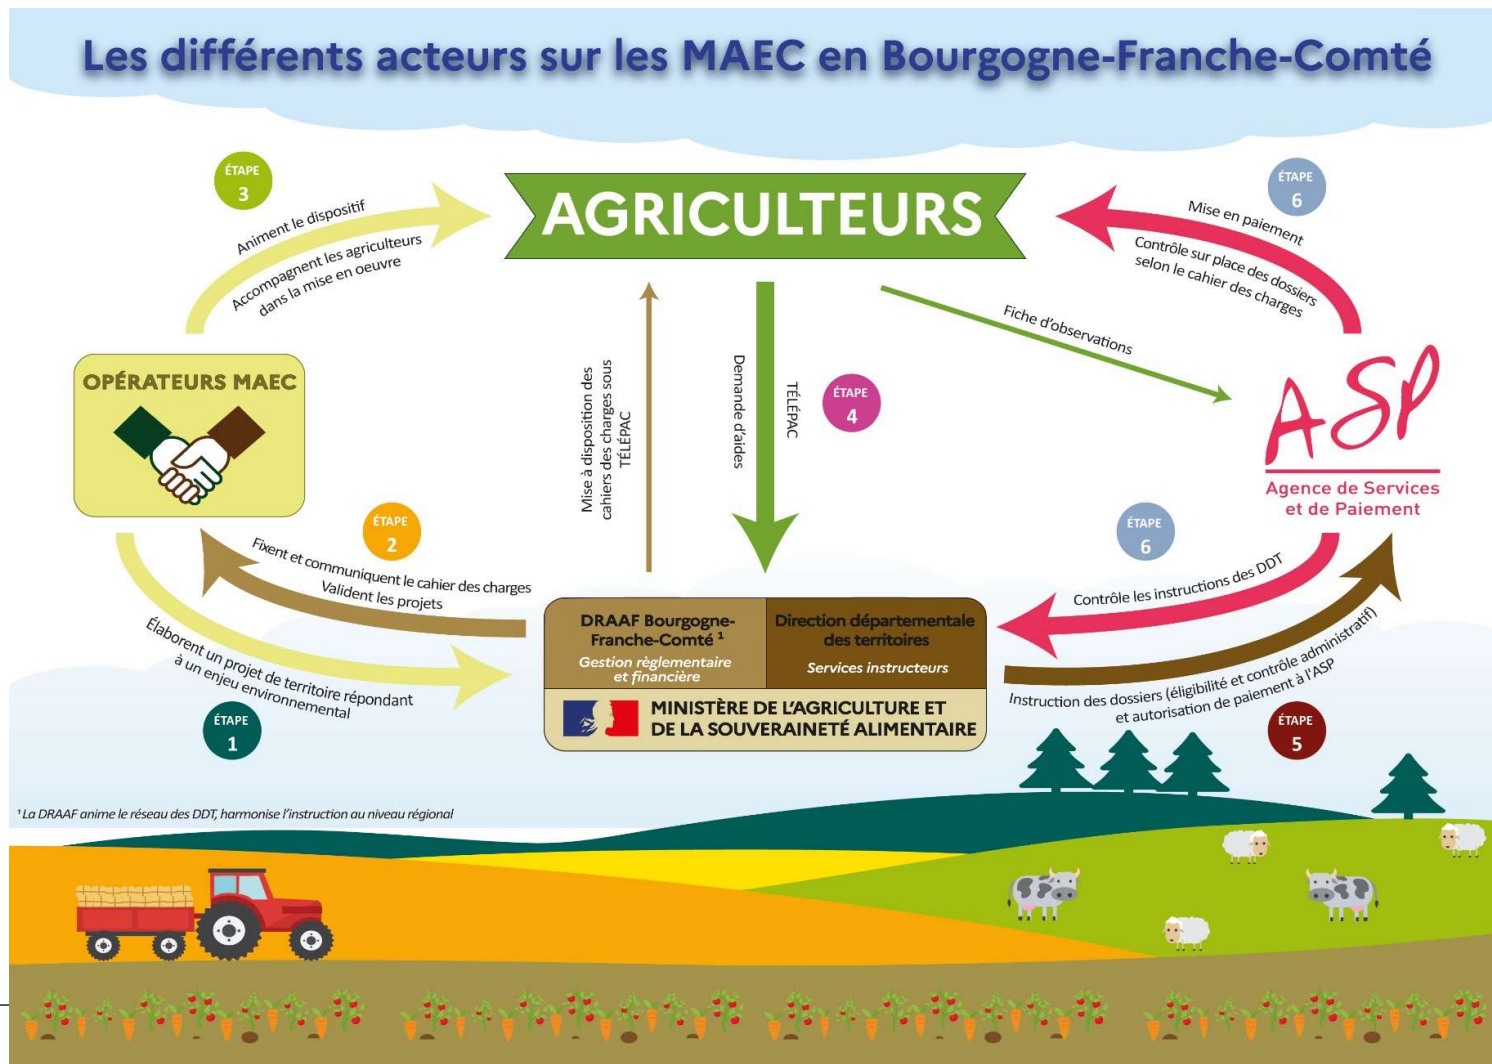 Les différents acteurs sur les MAEC en Bourgogne-Franche-Comté
ÉTAPE
3
Animent le dispositif
Accompagnent les agriculteurs
dans la mise en oeuvre
AGRICULTEURS
ÉTAPE
6
Mise en paiement
Contrôle sur place des dossiers
selon le cahier des charges
Fiche d'observations
OPÉRATEURS MAEC
Mise à disposition des
cahiers des charges sous
TÉLÉPAC
Demande d'aides
TÉLÉPAC
ÉTAPE
4
ASP
Agence de Services
et de Paiement
ÉTAPE
2
Fixent et communiquent le cahier des charges
Valident les projets
ÉTAPE
6
Contrôle les instructions des DDT
Élaborent un projet de territoire répondant
à un enjeu environnemental
ÉTAPE
1
DRAAF Bourgogne-
Franche-Comté ¹
Gestion règlementaire
et financière
Direction départementale
des territoires
Services instructeurs
MINISTÈRE DE L'AGRICULTURE ET
DE LA SOUVERAINETÉ ALIMENTAIRE
Instruction des dossiers (éligibilité et contrôle administratif)
et autorisation de paiement à l'ASP
ÉTAPE
5
¹ La DRAAF anime le réseau des DDT, harmonise l'instruction au niveau régional